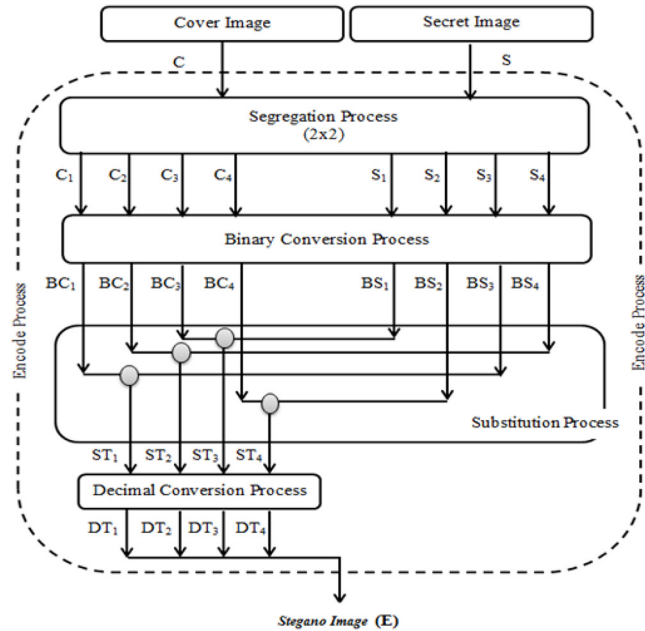 Cover Image
Secret Image
C
S
Segregation Process
(2x2)
C₁ C₂ C₃ C₄ S₁ S₂ S₃ S₄
Binary Conversion Process
BC₁ BC₂ BC₃ BC₄ BS₁ BS₂ BS₃ BS₄
Encode Process
Encode Process
Substitution Process
ST₁ ST₂ ST₃ ST₄
Decimal Conversion Process
DT₁ DT₂ DT₃ DT₄
Stegano Image (E)